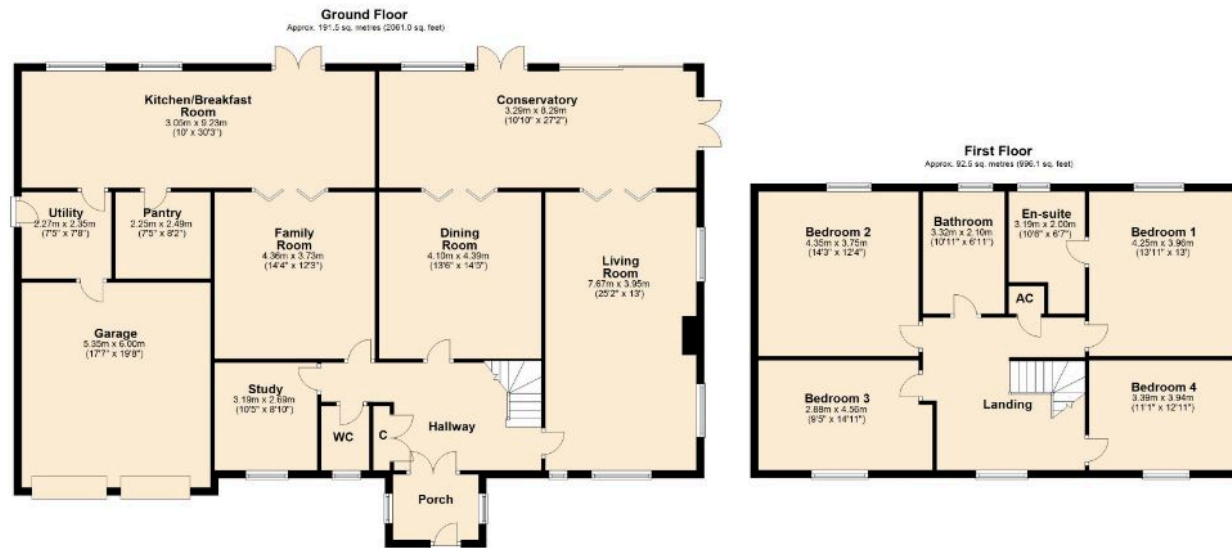 Ground Floor
Approx. 191.5 sq. metres (2061.0 sq. feet)
Kitchen/Breakfast
Room
3.05m x 9.23m
(10' x 30'3")
Conservatory
3.29m x 8.29m
(10'10" x 27'2")
Utility
2.27m x 2.35m
(7'5" x 7'8")
Pantry
2.25m x 2.49m
(7'5" x 8'2")
Family
Room
4.36m x 3.73m
(14'4" x 12'3")
Dining
Room
4.10m x 4.39m
(13'6" x 14'5")
Living
Room
7.67m x 3.95m
(25'2" x 13')
Garage
5.35m x 6.00m
(17'7" x 19'8")
Study
3.19m x 2.69m
(10'5" x 8'10")
WC
C
Hallway
Porch
First Floor
Approx. 92.5 sq. metres (996.1 sq. feet)
Bedroom 2
4.35m x 3.75m
(14'3" x 12'4")
Bathroom
3.32m x 2.10m
(10'11" x 6'11")
En-suite
3.19m x 2.00m
(10'6" x 6'7")
Bedroom 1
4.25m x 3.96m
(13'11" x 13')
AC
Bedroom 3
2.88m x 4.56m
(9'5" x 14'11")
Landing
Bedroom 4
3.39m x 3.94m
(11'1" x 12'11")